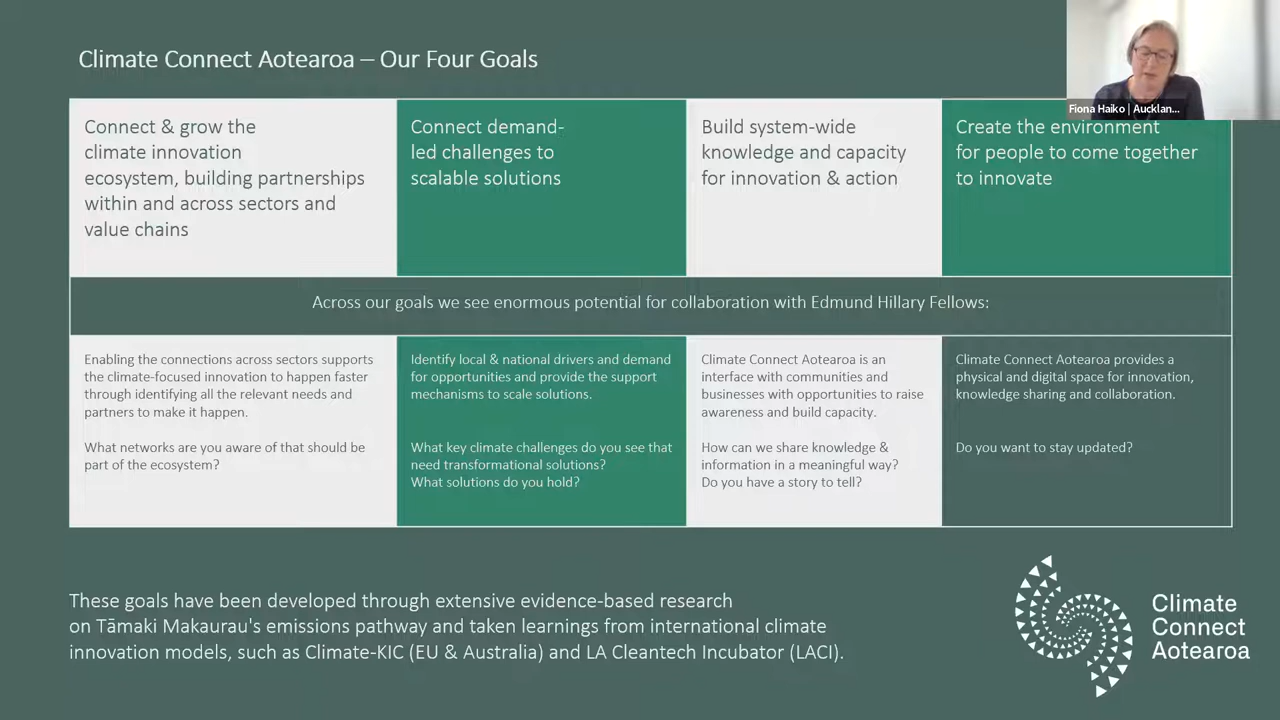 Climate Connect Aotearoa – Our Four Goals
Fiona Haiko | Aucklan...
Connect & grow the
climate innovation
ecosystem, building partnerships
within and across sectors and
value chains
Connect demand-
led challenges to
scalable solutions
Build system-wide
knowledge and capacity
for innovation & action
Create the environment
for people to come together
to innovate
Across our goals we see enormous potential for collaboration with Edmund Hillary Fellows:
Enabling the connections across sectors supports
the climate-focused innovation to happen faster
through identifying all the relevant needs and
partners to make it happen.
What networks are you aware of that should be
part of the ecosystem?
Identify local & national drivers and demand
for opportunities and provide the support
mechanisms to scale solutions.
What key climate challenges do you see that
need transformational solutions?
What solutions do you hold?
Climate Connect Aotearoa is an
interface with communities and
businesses with opportunities to raise
awareness and build capacity.
How can we share knowledge &
information in a meaningful way?
Do you have a story to tell?
Climate Connect Aotearoa provides a
physical and digital space for innovation,
knowledge sharing and collaboration.
Do you want to stay updated?
These goals have been developed through extensive evidence-based research
on Tāmaki Makaurau's emissions pathway and taken learnings from international climate
innovation models, such as Climate-KIC (EU & Australia) and LA Cleantech Incubator (LACI).
Climate
Connect
Aotearoa